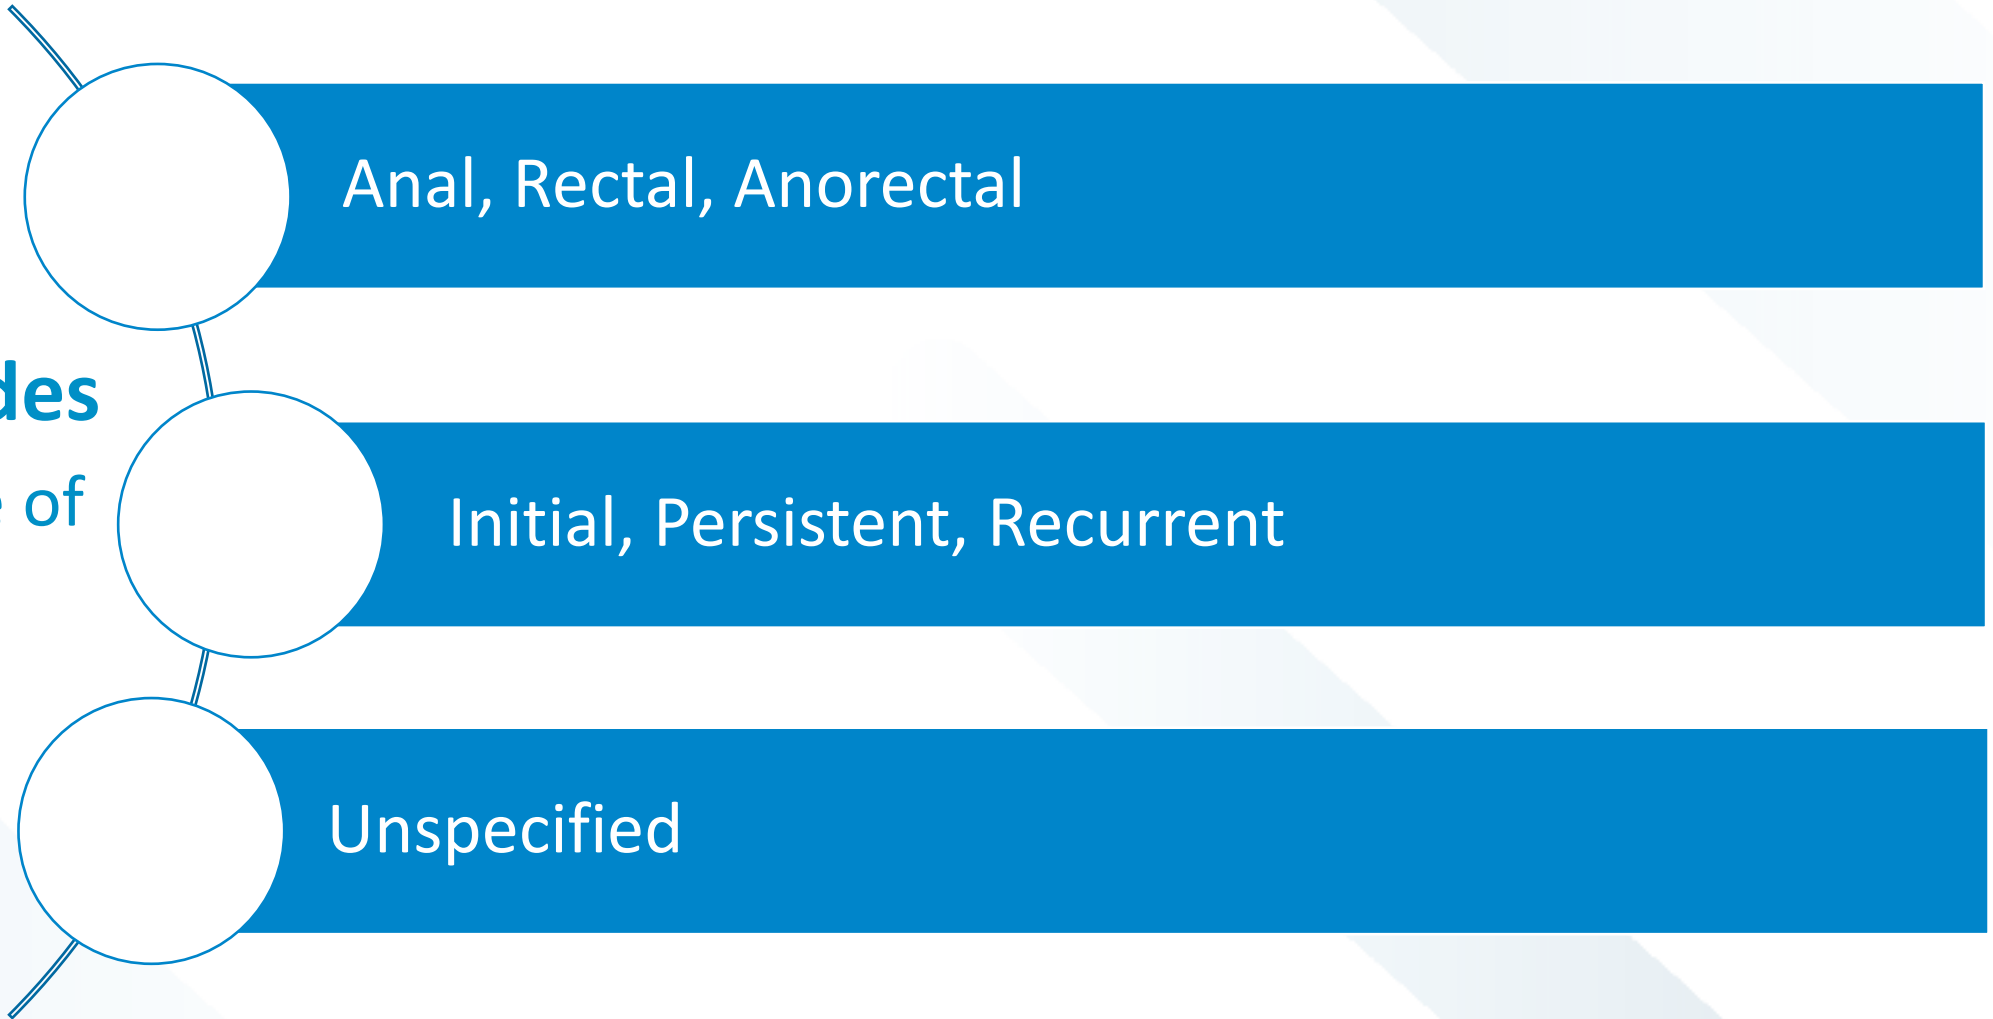 Anal, Rectal, Anorectal
des
of
Initial, Persistent, Recurrent
Unspecified